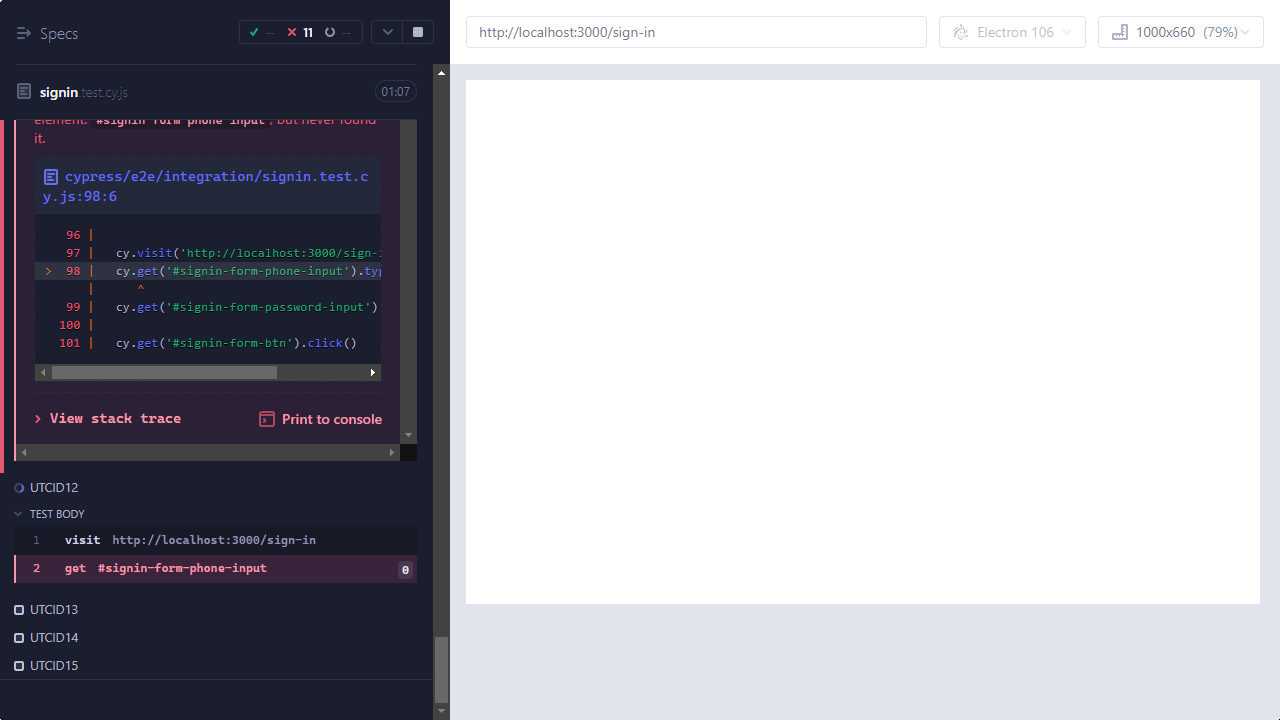 Specs
-- 11 --
http://localhost:3000/sign-in
Electron 106
1000x660 (79%)
signin.test.cy.js
01:07
element: #signin-form-phone-input, but never found
it.
cypress/e2e/integration/signin.test.c
y.js:98:6
96 |
97 | cy.visit('http://localhost:3000/sign-i
> 98 | cy.get('#signin-form-phone-input').typ
| ^
99 | cy.get('#signin-form-password-input')
100 |
101 | cy.get('#signin-form-btn').click()
View stack trace
Print to console
UTCID12
TEST BODY
1 visit http://localhost:3000/sign-in
2 get #signin-form-phone-input 0
UTCID13
UTCID14
UTCID15